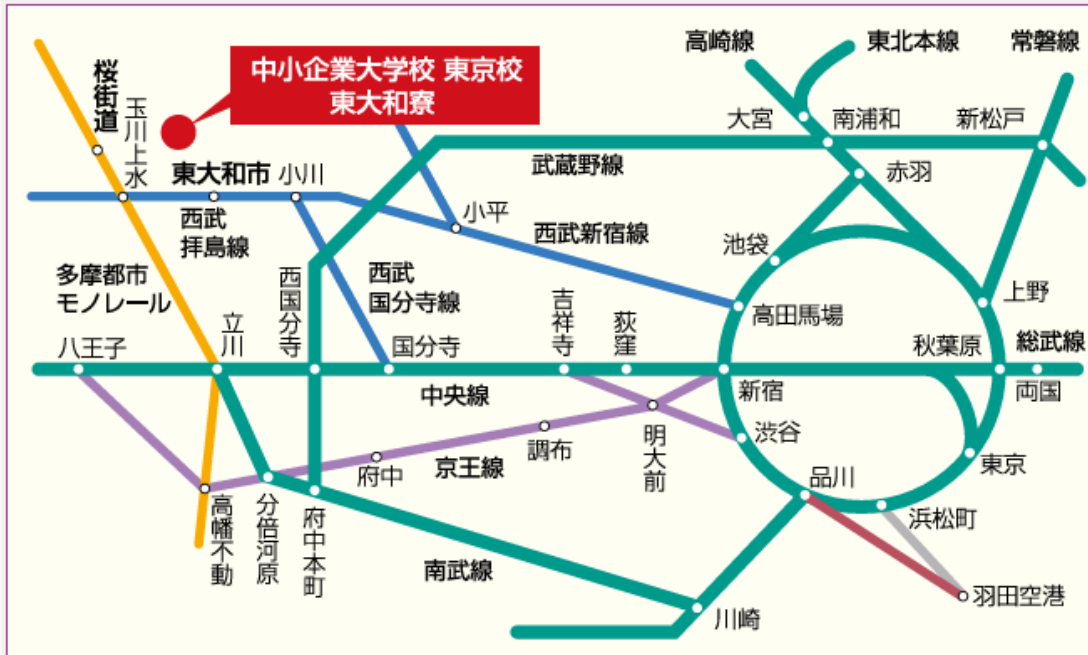 高崎線
東北本線
常磐線
中小企業大学校 東京校
東大和寮
桜街道
玉川上水
大宮
南浦和
新松戸
武蔵野線
赤羽
東大和市
小川
西武
拝島線
小平
西武新宿線
池袋
多摩都市
モノレール
西国分寺
西武
国分寺線
高田馬場
上野
八王子
立川
国分寺
吉祥寺
荻窪
秋葉原
総武線
中央線
新宿
両国
渋谷
府中
京王線
調布
明大前
品川
東京
高幡不動
分倍河原
府中本町
浜松町
南武線
川崎
羽田空港